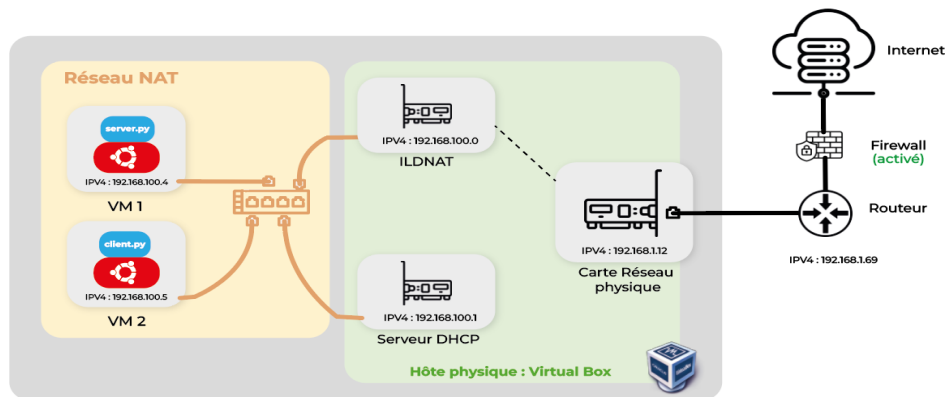 Réseau NAT
server.py
IPV4 : 192.168.100.4
VM 1
client.py
IPV4 : 192.168.100.5
VM 2
IPV4 : 192.168.100.0
ILDNAT
IPV4 : 192.168.100.1
Serveur DHCP
IPV4 : 192.168.1.12
Carte Réseau
physique
Hôte physique : Virtual Box
Internet
Firewall
(activé)
Routeur
IPV4 : 192.168.1.69